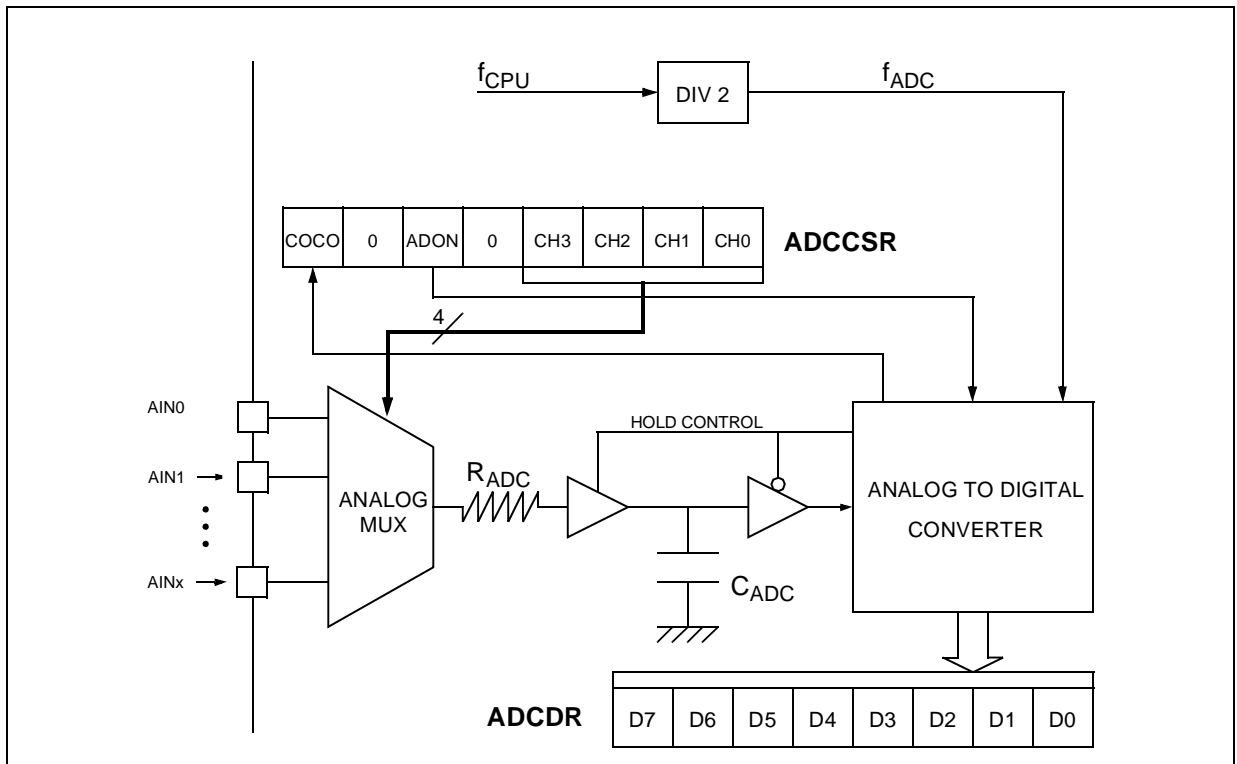 fCPU
DIV 2
fADC
COCO 0 ADON 0 CH3 CH2 CH1 CH0
ADCCSR
4
AIN0
HOLD CONTROL
AIN1
RADC
ANALOG
MUX
ANALOG TO DIGITAL
CONVERTER
AINx
CADC
ADCDR
D7 D6 D5 D4 D3 D2 D1 D0